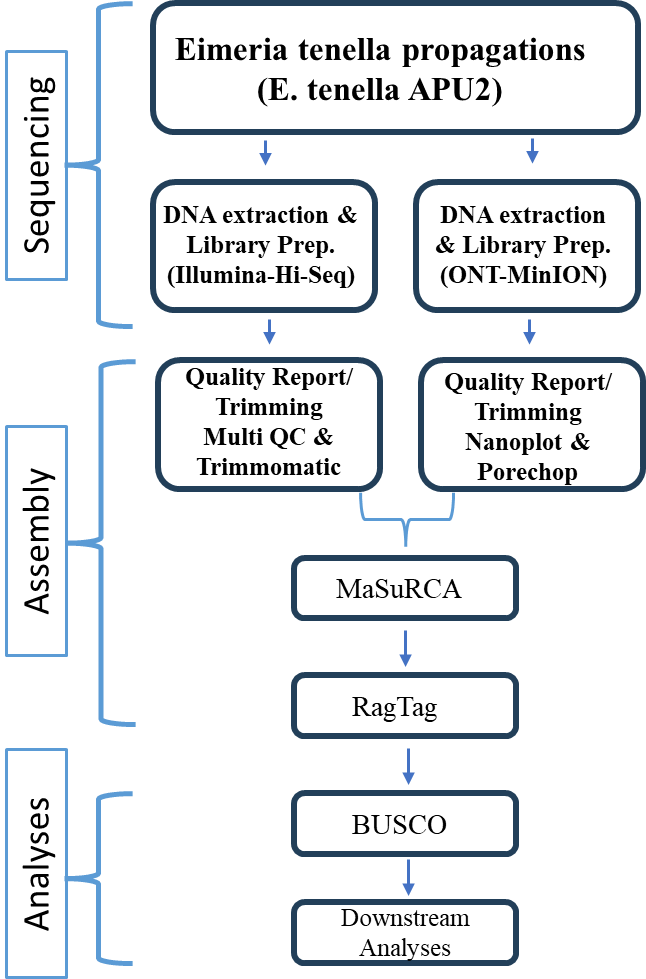 Sequencing
Eimeria tenella propagations
(E. tenella APU2)
DNA extraction &
Library Prep.
(Illumina-Hi-Seq)
DNA extraction
& Library Prep.
(ONT-MinION)
Assembly
Quality Report/
Trimming
Multi QC &
Trimmomatic
Quality Report/
Trimming
Nanoplot &
Porechop
MaSuRCA
RagTag
Analyses
BUSCO
Downstream
Analyses